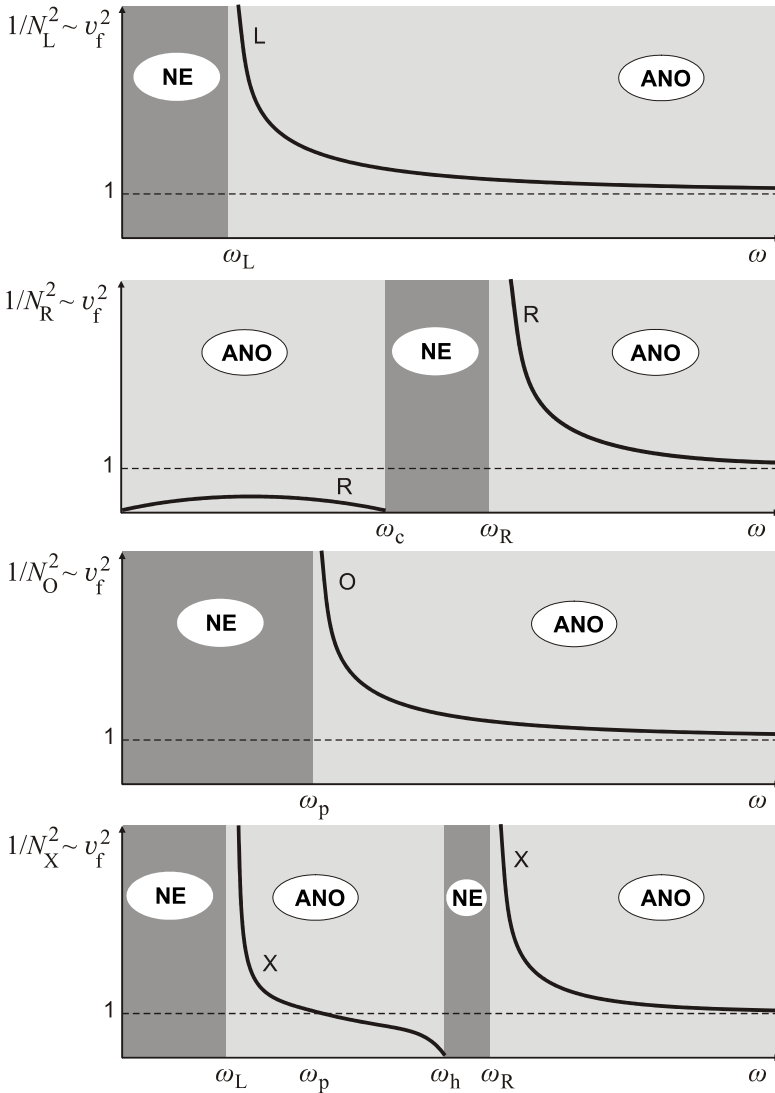 1/N_L^2 ~ v_f^2
L
NE
ANO
1
ω_L
ω
1/N_R^2 ~ v_f^2
R
ANO
NE
ANO
1
R
ω_c
ω_R
ω
1/N_O^2 ~ v_f^2
O
NE
ANO
1
ω_p
ω
1/N_X^2 ~ v_f^2
X
NE
ANO
NE
ANO
X
1
ω_L
ω_p
ω_h
ω_R
ω